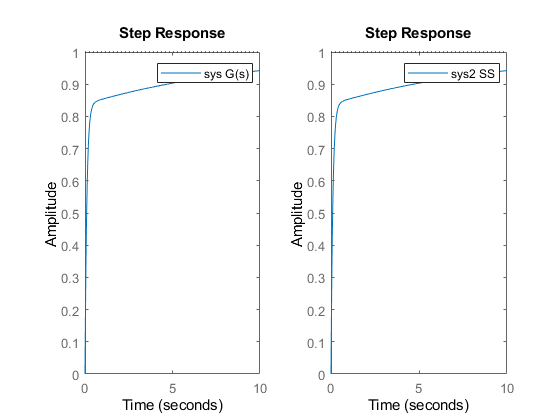 Step Response
1
0.9
0.8
0.7
0.6
0.5
0.4
0.3
0.2
0.1
0
Amplitude
sys G(s)
0 5 10
Time (seconds)
Step Response
1
0.9
0.8
0.7
0.6
0.5
0.4
0.3
0.2
0.1
0
Amplitude
sys2 SS
0 5 10
Time (seconds)